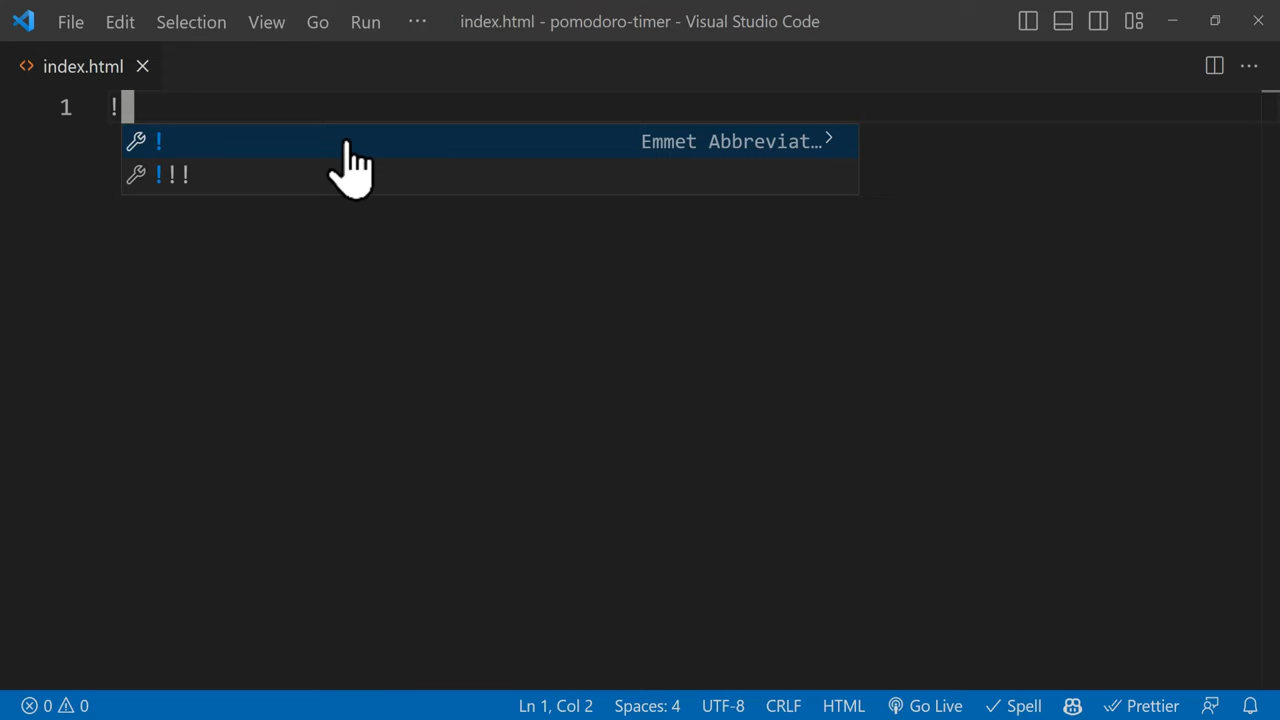 File Edit Selection View Go Run ··· index.html - pomodoro-timer - Visual Studio Code
index.html
1 !
! Emmet Abbreviat…
!!!
0 0 Ln 1, Col 2 Spaces: 4 UTF-8 CRLF HTML Go Live Spell Prettier